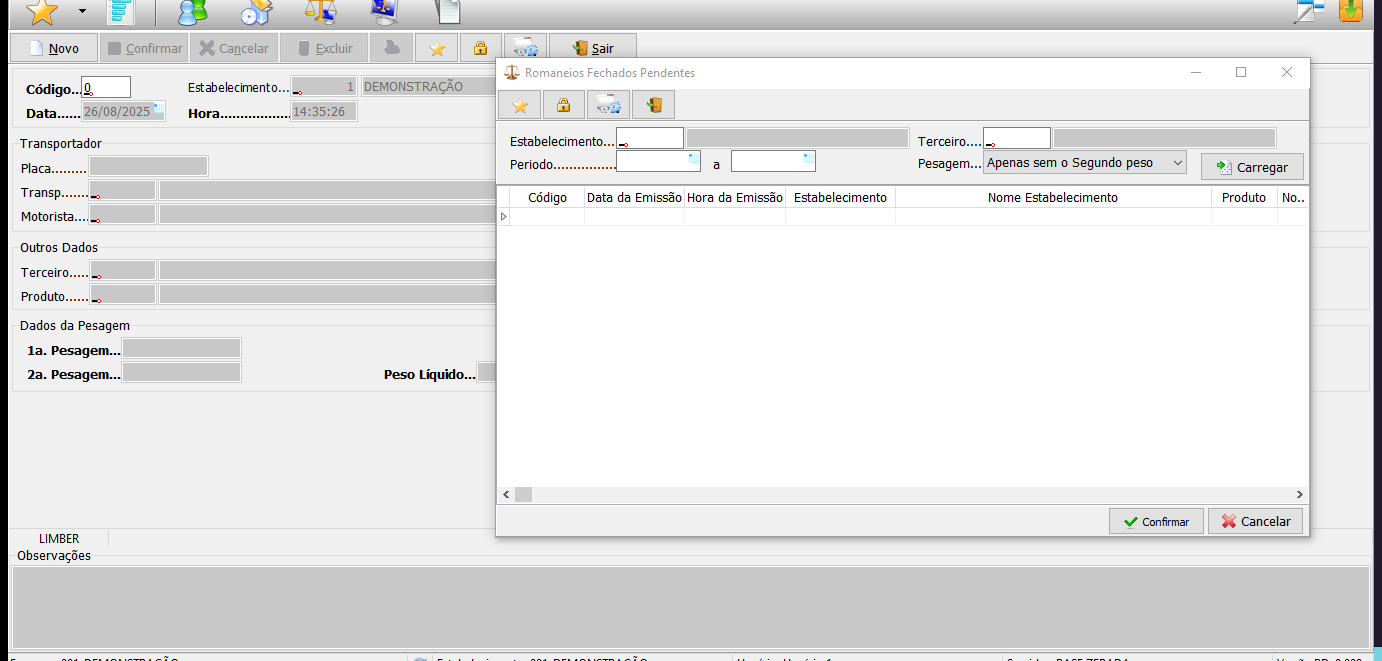 Novo Confirmar Cancelar Excluir Sair
Código... 0 Estabelecimento... 1 DEMONSTRAÇÃO
Data...... 26/08/2025 Hora.................. 14:35:26
Transportador
Placa.........
Transp...
Motorista....
Outros Dados
Terceiro.....
Produto......
Dados da Pesagem
1a. Pesagem...
2a. Pesagem... Peso Líquido...
LIMBER
Observações
Romaneios Fechados Pendentes
Estabelecimento... Terceiro....
Periodo................ a Pesagem... Apenas sem o Segundo peso Carregar
Código Data da Emissão Hora da Emissão Estabelecimento Nome Estabelecimento Produto No..
Confirmar Cancelar